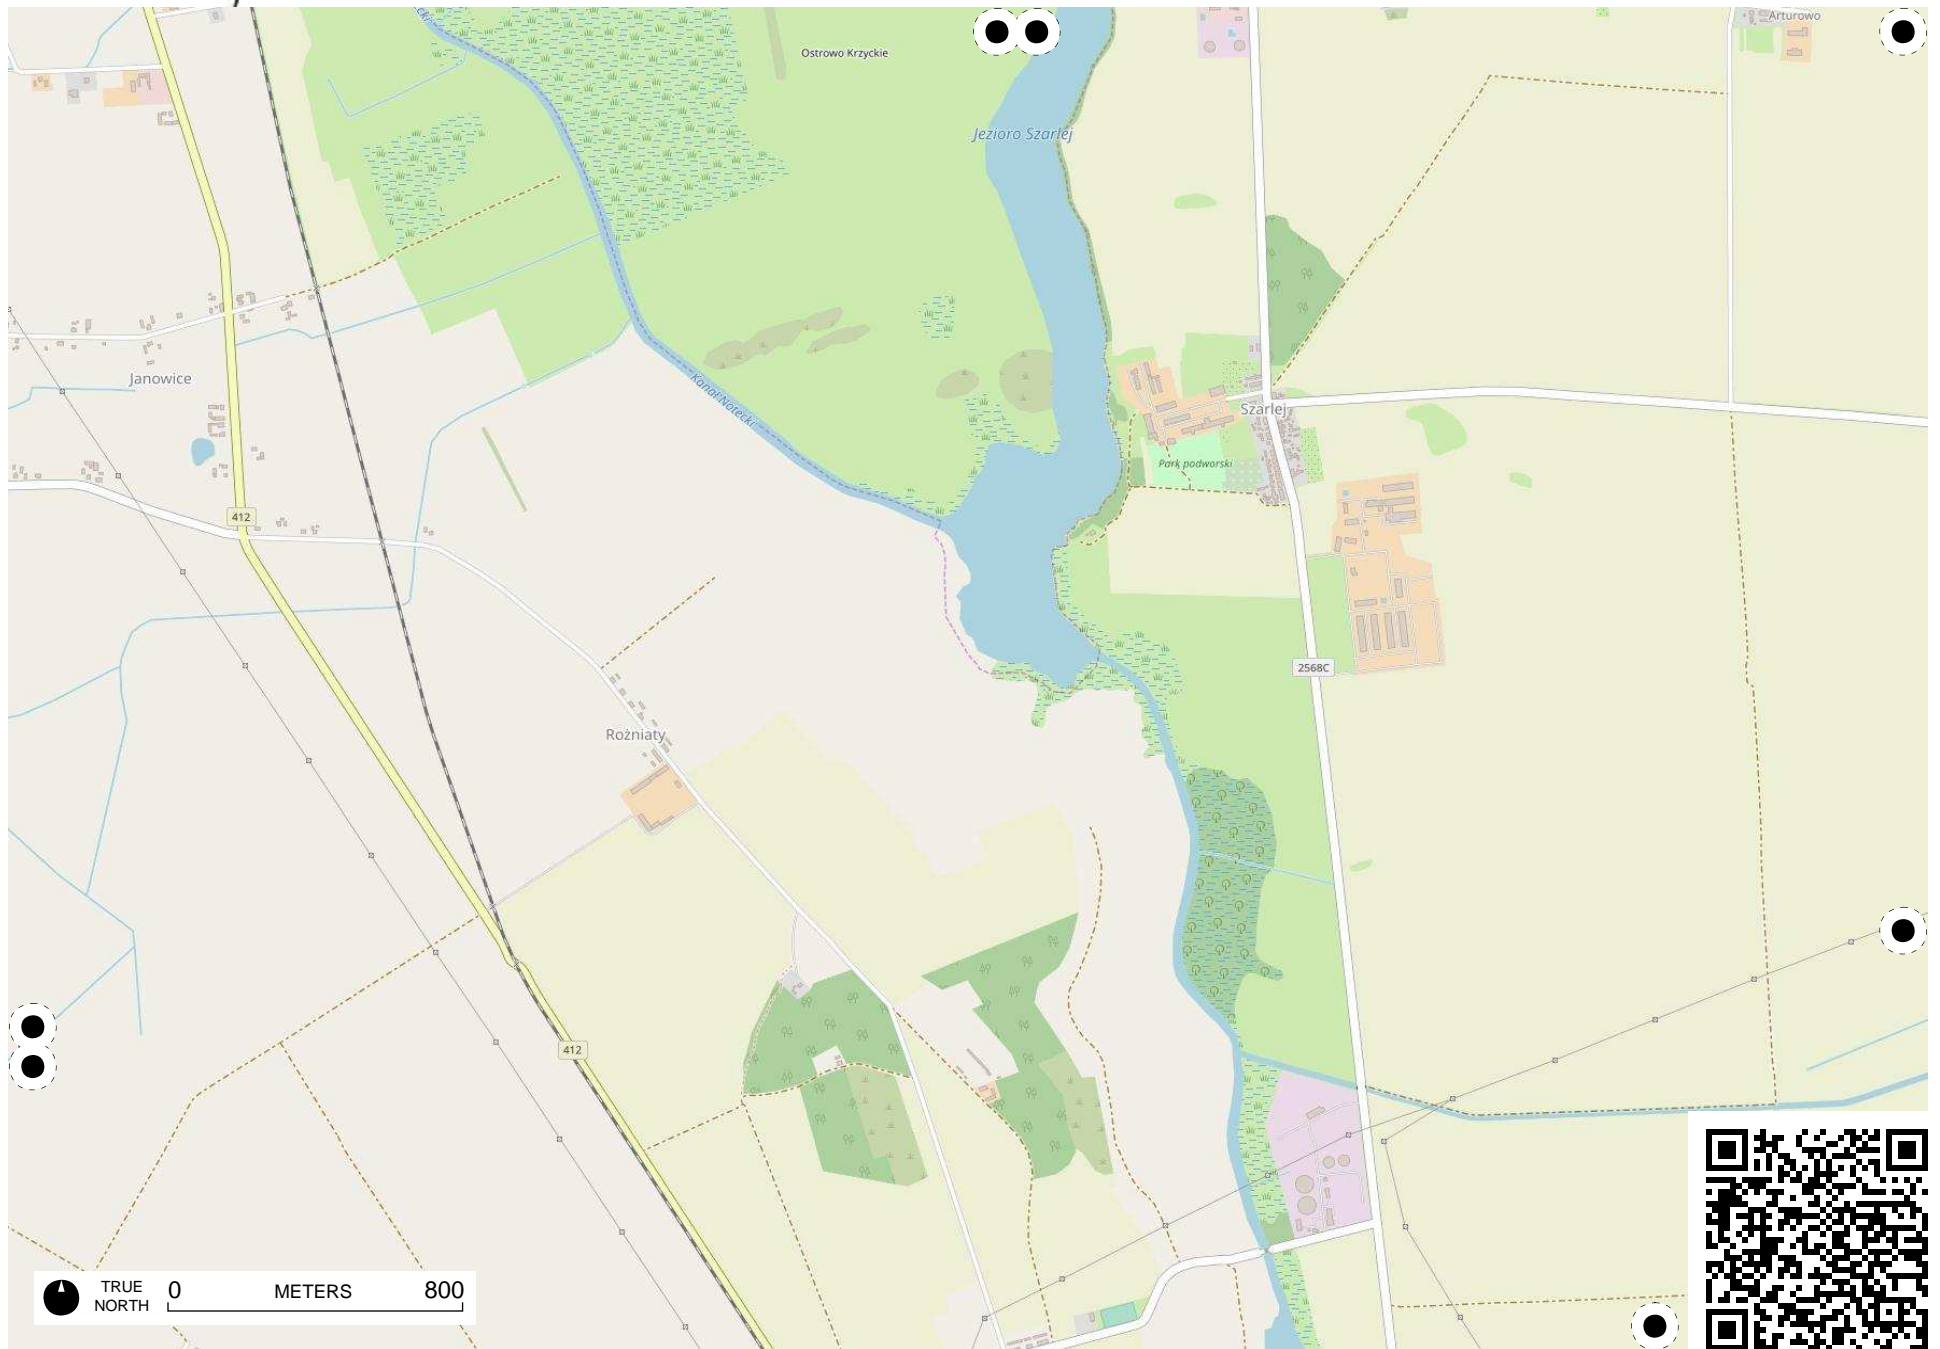 Arturowo
Ostrowo Krzyckie
Jezioro Szarlej
Janowice
Kanał Notecki
Szarlej
Park podworski
412
2568C
Rożniaty
412
TRUE
NORTH
0 METERS 800